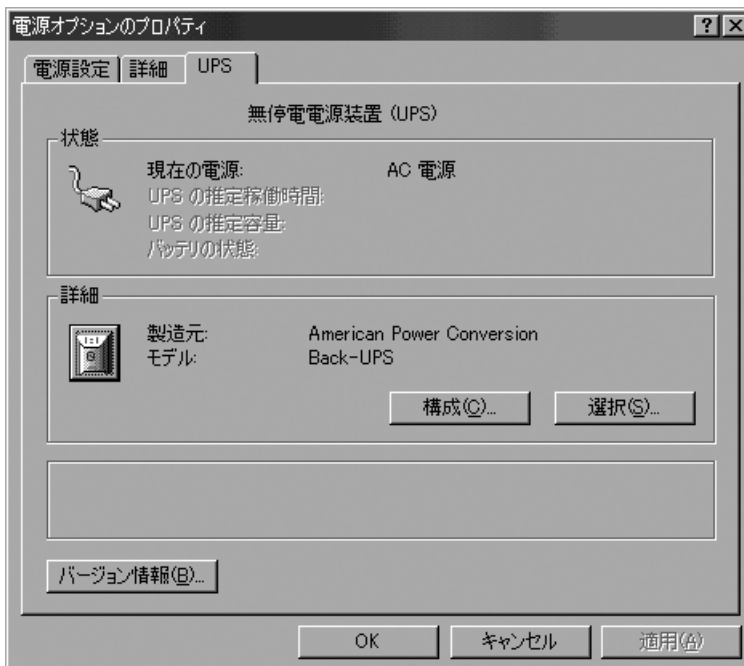 電源オプションのプロパティ
電源設定 詳細 UPS
無停電電源装置 (UPS)
状態
現在の電源: AC 電源
UPS の推定稼働時間:
UPS の推定容量:
バッテリの状態:
詳細
製造元: American Power Conversion
モデル: Back-UPS
構成(C)... 選択(S)...
バージョン情報(B)...
OK キャンセル 適用(A)